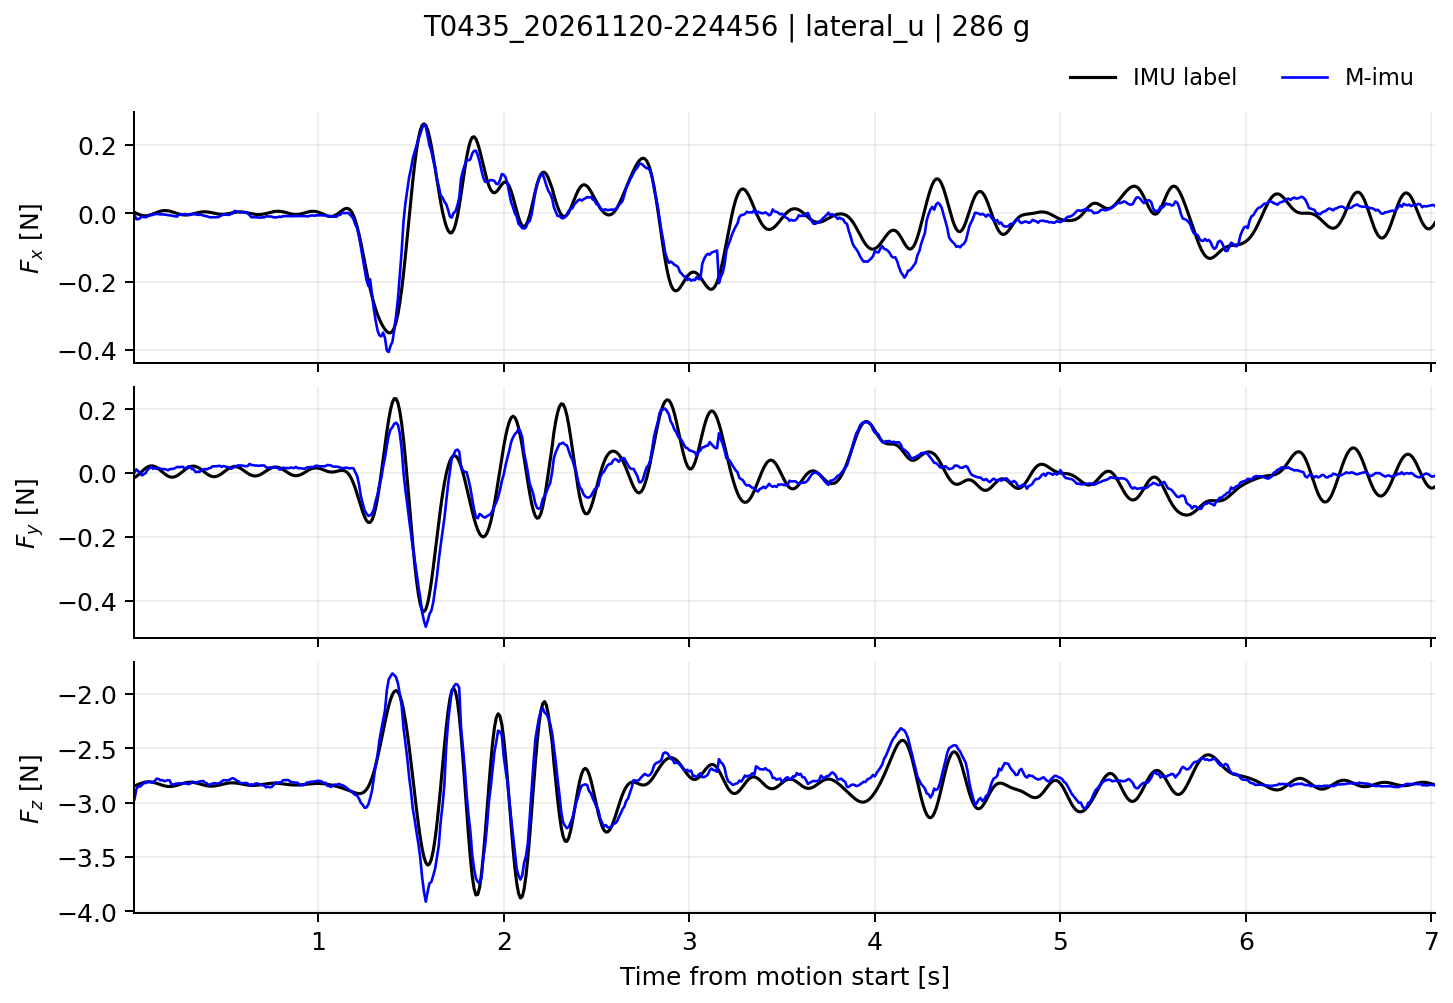 T0435_20261120-224456 | lateral_u | 286 g
IMU label
M-imu
0.2
0.0
−0.2
−0.4
F_x [N]
0.2
0.0
−0.2
−0.4
F_y [N]
−2.0
−2.5
−3.0
−3.5
−4.0
F_z [N]
1 2 3 4 5 6 7
Time from motion start [s]